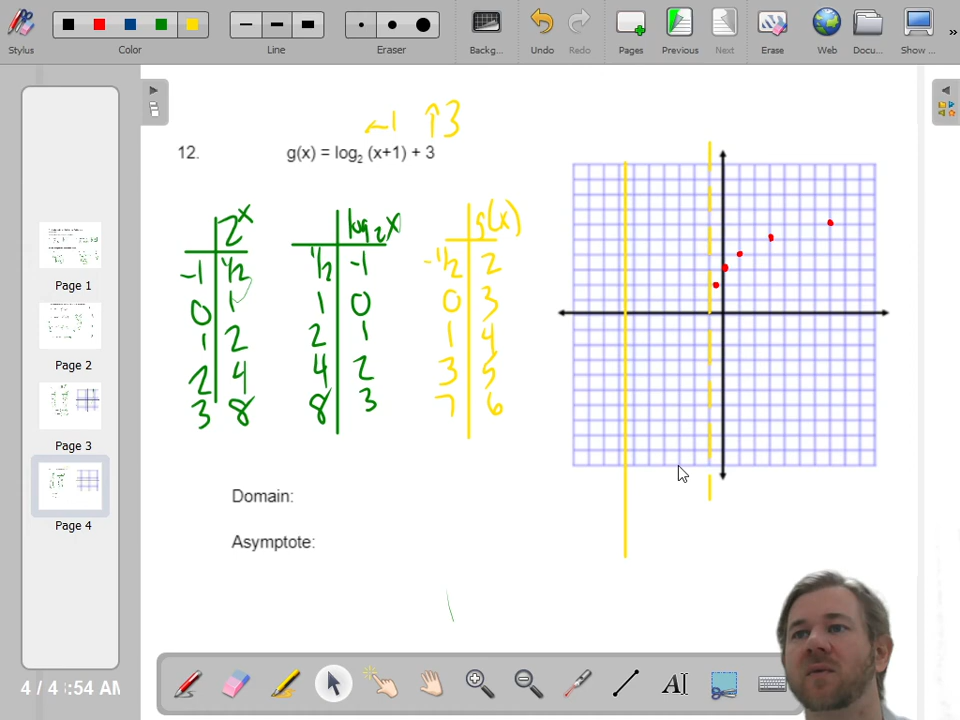 Stylus
Color
Line
Eraser
Backg...
Undo
Redo
Pages
Previous
Next
Erase
Web
Docu...
Show ...
»
←1 ↑3
12. g(x) = log₂ (x+1) + 3
2^x
-1 1/2
0 1
1 2
2 4
3 8
log₂x
1/2 -1
1 0
2 1
4 2
8 3
g(x)
-1/2 2
0 3
1 4
3 5
7 6
Page 1
Page 2
Page 3
Page 4
Domain:
Asymptote:
4 / 4
:54 AM